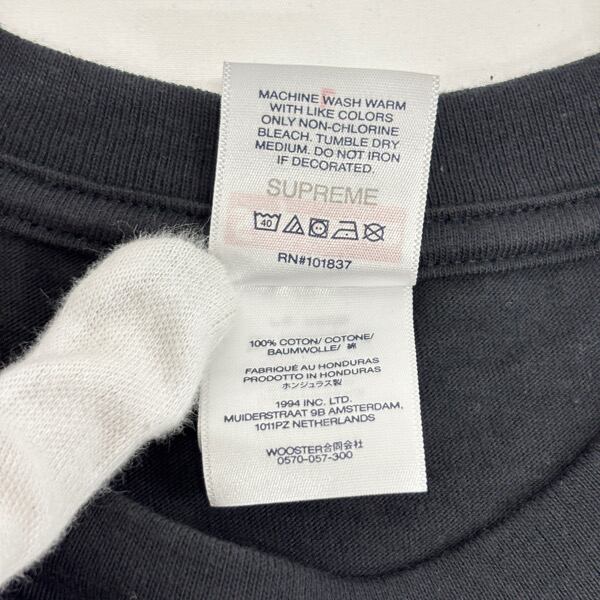 MACHINE WASH WARM
WITH LIKE COLORS
ONLY NON-CHLORINE
BLEACH. TUMBLE DRY
MEDIUM. DO NOT IRON
IF DECORATED.
SUPREME
40
RN#101837
100% COTON/ COTONE/
BAUMWOLLE/ 綿
FABRIQUÉ AU HONDURAS
PRODOTTO IN HONDURAS
ホンジュラス製
1994 INC. LTD.
MUIDERSTRAAT 9B AMSTERDAM,
1011PZ NETHERLANDS
WOOSTER合同会社
0570-057-300